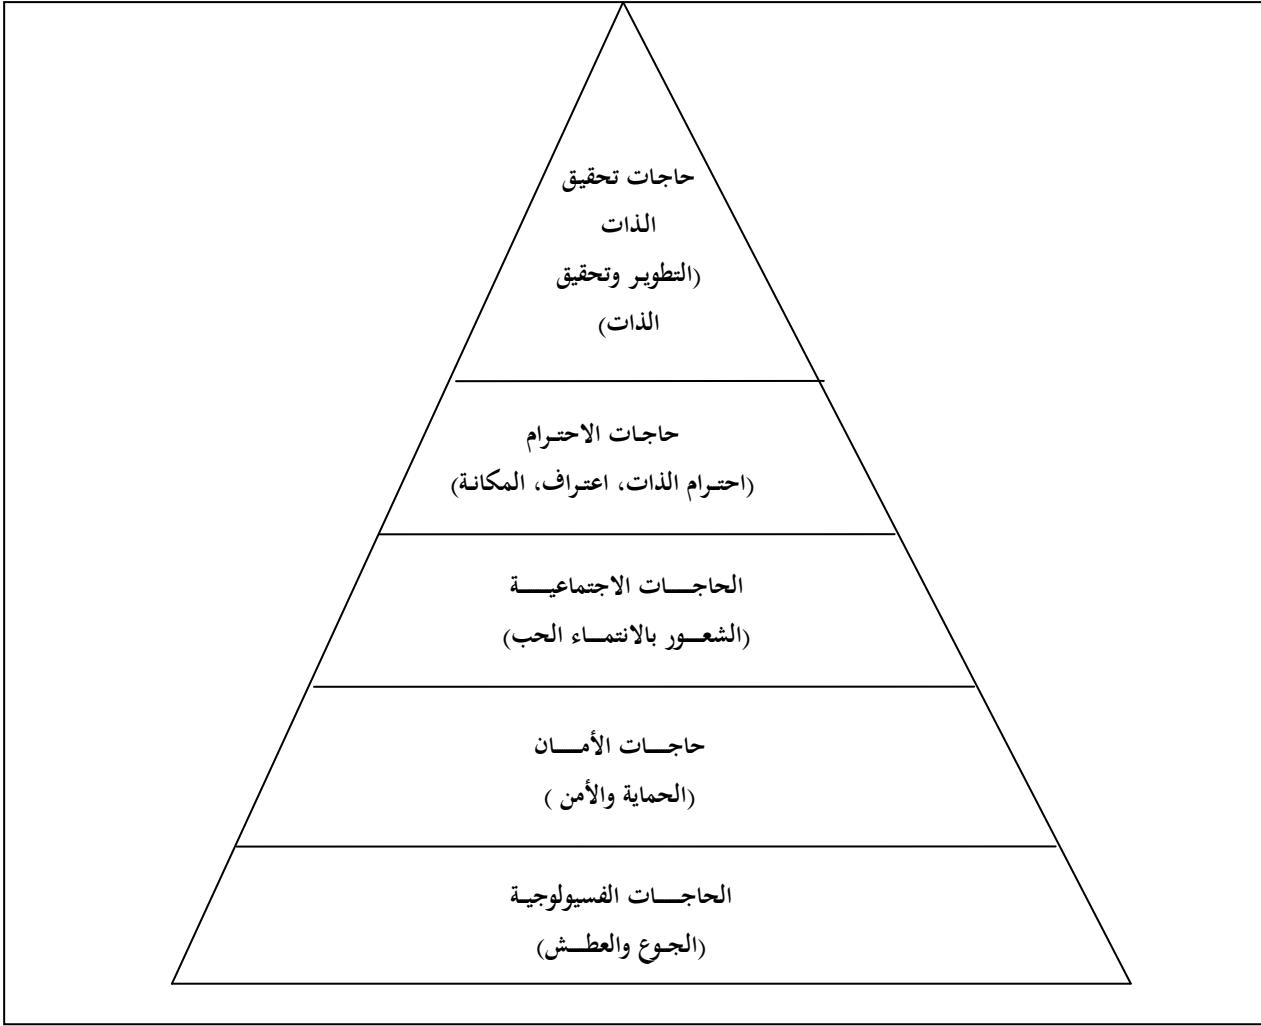 حاجات تحقيق
الذات
(التطوير وتحقيق
الذات)
حاجات الاحترام
(احترام الذات، اعتراف، المكانة)
الحاجات الاجتماعية
(الشعور بالانتماء الحب)
حاجات الأمان
(الحماية والأمن )
الحاجات الفسيولوجية
(الجوع والعطش)